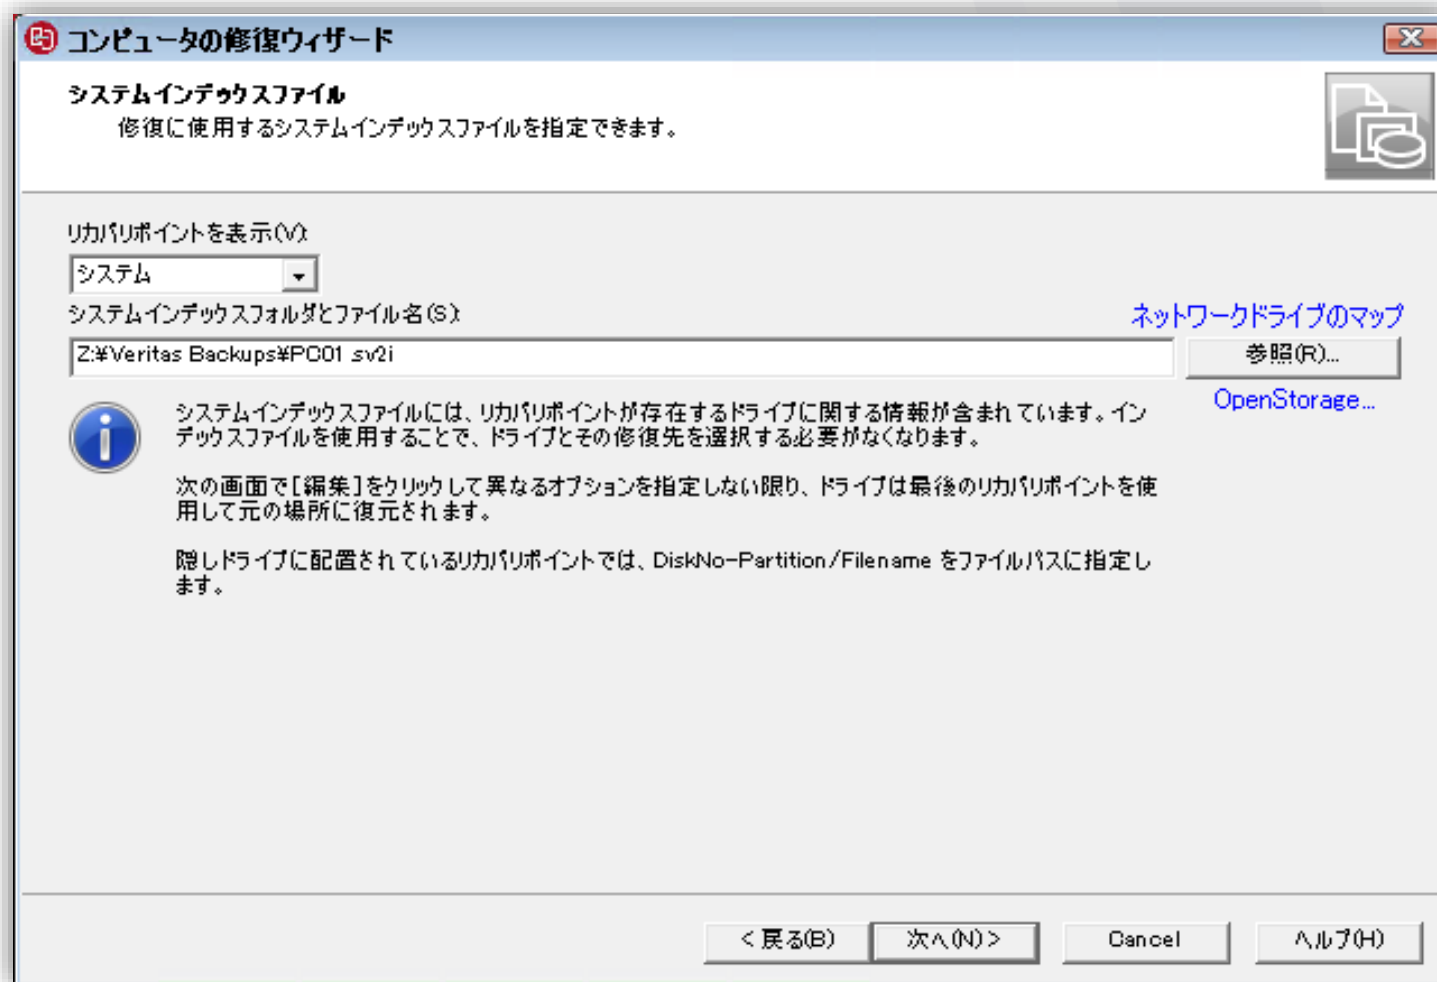 コンピュータの修復ウィザード
システムインデックスファイル
修復に使用するシステムインデックスファイルを指定できます。
リカバリポイントを表示(V):
システム
システムインデックスフォルダとファイル名(S):
ネットワークドライブのマップ
Z:¥Veritas Backups¥PC01.sv2i
参照(R)...
OpenStorage...
システムインデックスファイルには、リカバリポイントが存在するドライブに関する情報が含まれています。イン
デックスファイルを使用することで、ドライブとその修復先を選択する必要がなくなります。
次の画面で[編集]をクリックして異なるオプションを指定しない限り、ドライブは最後のリカバリポイントを使
用して元の場所に復元されます。
隠しドライブに配置されているリカバリポイントでは、DiskNo-Partition/Filename をファイルパスに指定し
ます。
< 戻る(B)
次へ(N) >
Cancel
ヘルプ(H)